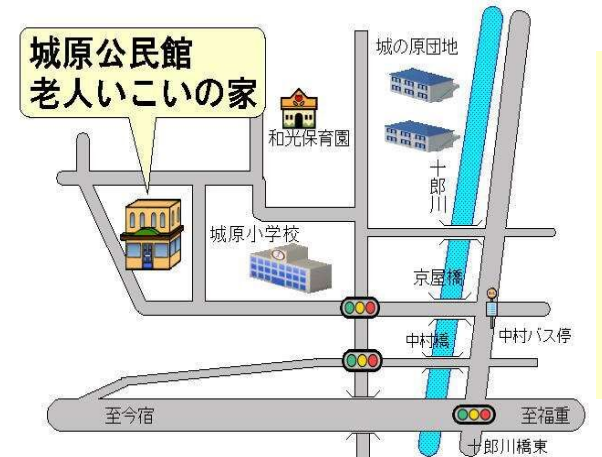 城原公民館
老人いこいの家
城の原団地
和光保育園
十郎川
城原小学校
京屋橋
中村橋
中村バス停
至今宿
至福重
十郎川橋東